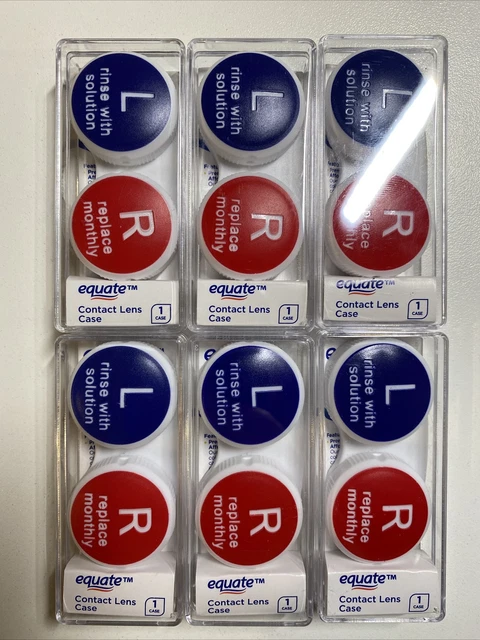 L
rinse with
solution
R
replace
monthly
equate™
Contact Lens
Case
1
CASE
L
rinse with
solution
R
replace
monthly
equate™
Contact Lens
Case
1
CASE
L
rinse with
solution
R
replace
monthly
equate™
Contact Lens
Case
1
CASE
L
rinse with
solution
R
replace
monthly
equate™
Contact Lens
Case
1
CASE
L
rinse with
solution
R
replace
monthly
equate™
Contact Lens
Case
1
CASE
L
rinse with
solution
R
replace
monthly
equate™
Contact Lens
Case
1
CASE